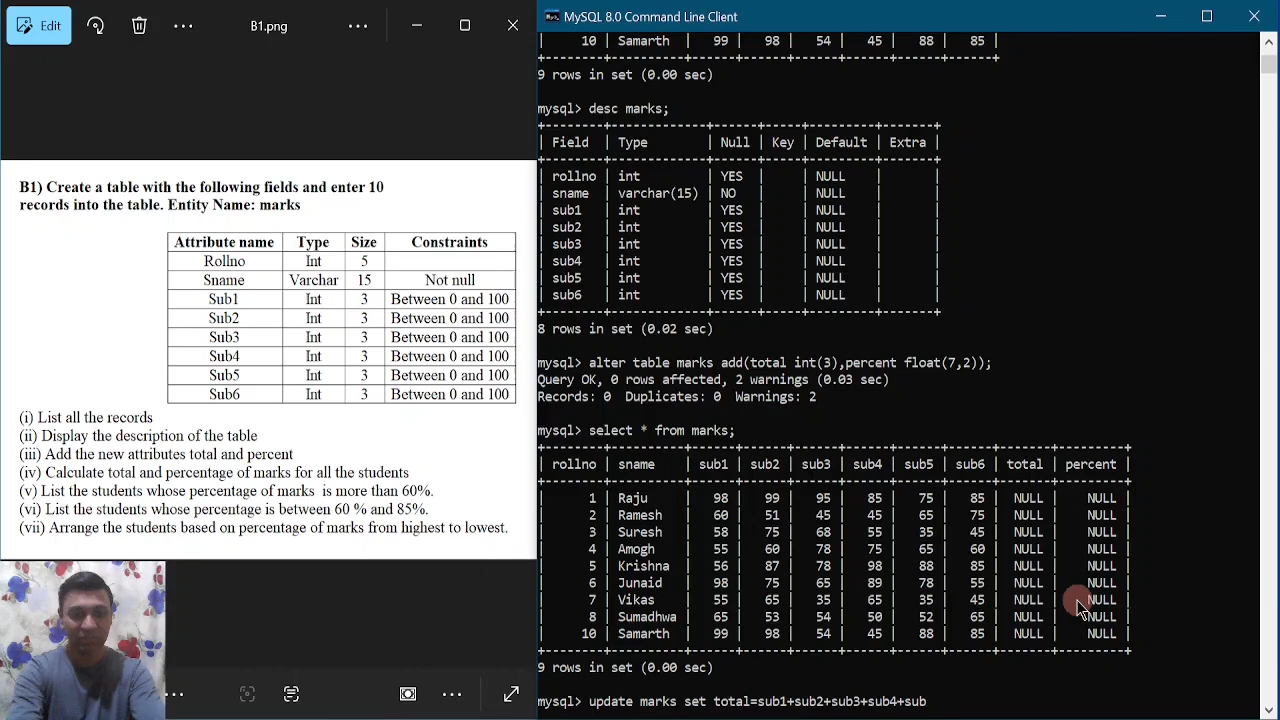 Edit
B1.png
B1) Create a table with the following fields and enter 10
records into the table. Entity Name: marks
Attribute name Type Size Constraints
Rollno Int 5
Sname Varchar 15 Not null
Sub1 Int 3 Between 0 and 100
Sub2 Int 3 Between 0 and 100
Sub3 Int 3 Between 0 and 100
Sub4 Int 3 Between 0 and 100
Sub5 Int 3 Between 0 and 100
Sub6 Int 3 Between 0 and 100
(i) List all the records
(ii) Display the description of the table
(iii) Add the new attributes total and percent
(iv) Calculate total and percentage of marks for all the students
(v) List the students whose percentage of marks is more than 60%.
(vi) List the students whose percentage is between 60 % and 85%.
(vii) Arrange the students based on percentage of marks from highest to lowest.
MySQL 8.0 Command Line Client
| 10 | Samarth | 99 | 98 | 54 | 45 | 88 | 85 |
9 rows in set (0.00 sec)
mysql> desc marks;
| Field | Type | Null | Key | Default | Extra |
| rollno | int | YES | | NULL | |
| sname | varchar(15) | NO | | NULL | |
| sub1 | int | YES | | NULL | |
| sub2 | int | YES | | NULL | |
| sub3 | int | YES | | NULL | |
| sub4 | int | YES | | NULL | |
| sub5 | int | YES | | NULL | |
| sub6 | int | YES | | NULL | |
8 rows in set (0.02 sec)
mysql> alter table marks add(total int(3),percent float(7,2));
Query OK, 0 rows affected, 2 warnings (0.03 sec)
Records: 0 Duplicates: 0 Warnings: 2
mysql> select * from marks;
| rollno | sname | sub1 | sub2 | sub3 | sub4 | sub5 | sub6 | total | percent |
| 1 | Raju | 98 | 99 | 95 | 85 | 75 | 85 | NULL | NULL |
| 2 | Ramesh | 60 | 51 | 45 | 45 | 65 | 75 | NULL | NULL |
| 3 | Suresh | 58 | 75 | 68 | 55 | 35 | 45 | NULL | NULL |
| 4 | Amogh | 55 | 60 | 78 | 75 | 65 | 60 | NULL | NULL |
| 5 | Krishna | 56 | 87 | 78 | 98 | 88 | 85 | NULL | NULL |
| 6 | Junaid | 98 | 75 | 65 | 89 | 78 | 55 | NULL | NULL |
| 7 | Vikas | 55 | 65 | 35 | 65 | 35 | 45 | NULL | NULL |
| 8 | Sumadhwa | 65 | 53 | 54 | 50 | 52 | 65 | NULL | NULL |
| 10 | Samarth | 99 | 98 | 54 | 45 | 88 | 85 | NULL | NULL |
9 rows in set (0.00 sec)
mysql> update marks set total=sub1+sub2+sub3+sub4+sub